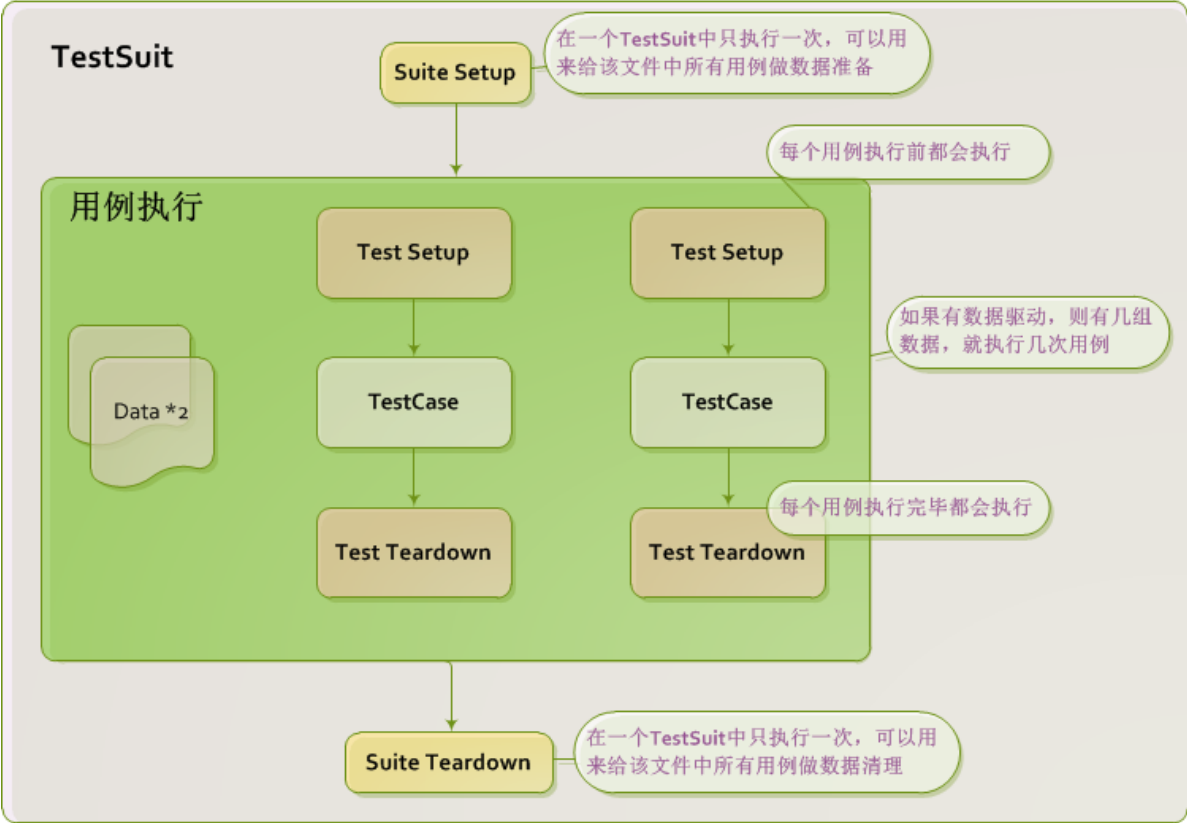 TestSuit
Suite Setup
在一个TestSuit中只执行一次，可以用
来给该文件中所有用例做数据准备
每个用例执行前都会执行
用例执行
Test Setup
Test Setup
如果有数据驱动，则有几组
数据，就执行几次用例
Data *2
TestCase
TestCase
每个用例执行完毕都会执行
Test Teardown
Test Teardown
Suite Teardown
在一个TestSuit中只执行一次，可以用
来给该文件中所有用例做数据清理